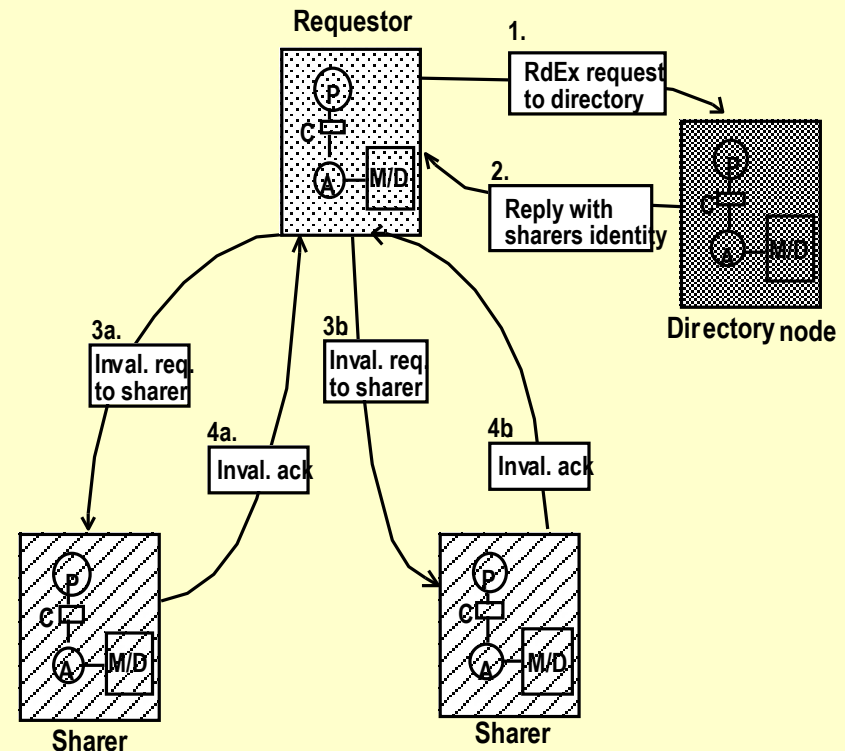 Requestor
1.
RdEx request
to directory
P
C
A
M/D
P
C
A
M/D
2.
Reply with
sharers identity
Directory node
3a.
Inval. req.
to sharer
3b
Inval. req.
to sharer
4a.
Inval. ack
4b
Inval. ack
P
C
A
M/D
P
C
A
M/D
Sharer
Sharer